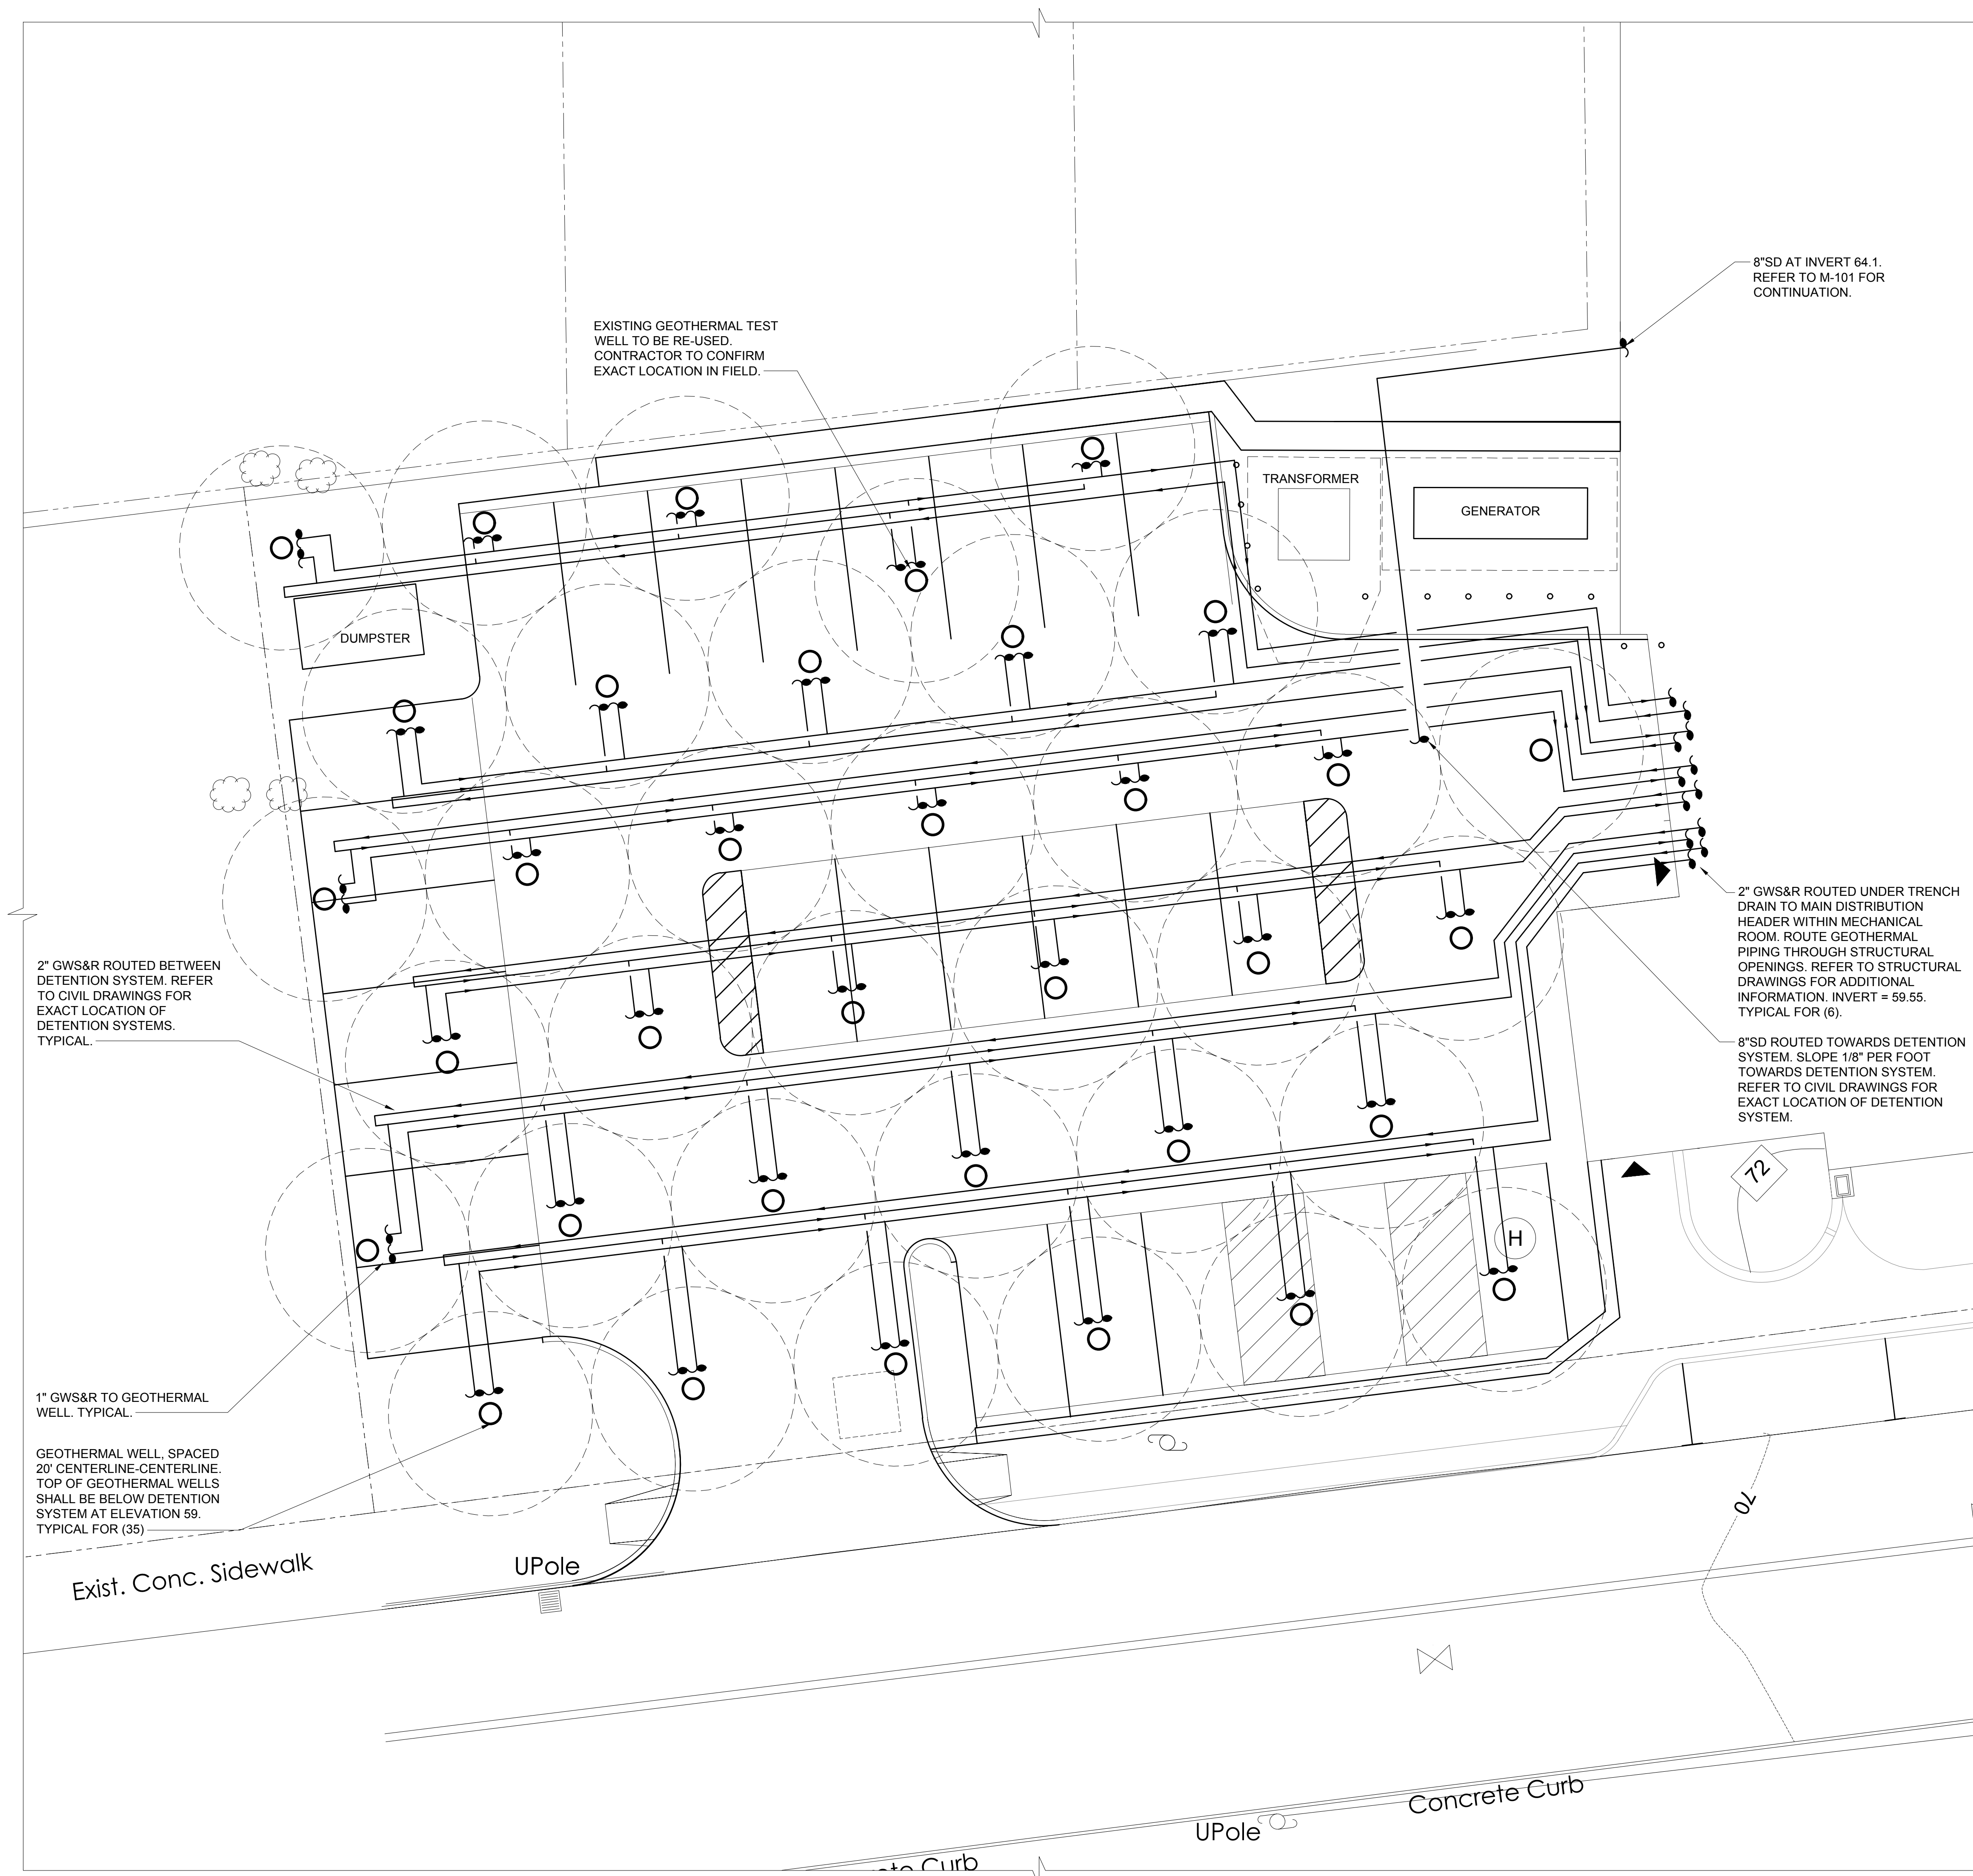 8"SD AT INVERT 64.1.
REFER TO M-101 FOR
CONTINUATION.
EXISTING GEOTHERMAL TEST
WELL TO BE RE-USED.
CONTRACTOR TO CONFIRM
EXACT LOCATION IN FIELD.
TRANSFORMER
GENERATOR
DUMPSTER
2" GWS&R ROUTED UNDER TRENCH
DRAIN TO MAIN DISTRIBUTION
HEADER WITHIN MECHANICAL
ROOM. ROUTE GEOTHERMAL
PIPING THROUGH STRUCTURAL
OPENINGS. REFER TO STRUCTURAL
DRAWINGS FOR ADDITIONAL
INFORMATION. INVERT = 59.55.
TYPICAL FOR (6).
2" GWS&R ROUTED BETWEEN
DETENTION SYSTEM. REFER
TO CIVIL DRAWINGS FOR
EXACT LOCATION OF
DETENTION SYSTEMS.
TYPICAL.
8"SD ROUTED TOWARDS DETENTION
SYSTEM. SLOPE 1/8" PER FOOT
TOWARDS DETENTION SYSTEM.
REFER TO CIVIL DRAWINGS FOR
EXACT LOCATION OF DETENTION
SYSTEM.
72
H
1" GWS&R TO GEOTHERMAL
WELL. TYPICAL.
GEOTHERMAL WELL, SPACED
20' CENTERLINE-CENTERLINE.
TOP OF GEOTHERMAL WELLS
SHALL BE BELOW DETENTION
SYSTEM AT ELEVATION 59.
TYPICAL FOR (35)
70
Exist. Conc. Sidewalk
UPole
Concrete Curb
UPole
Curb